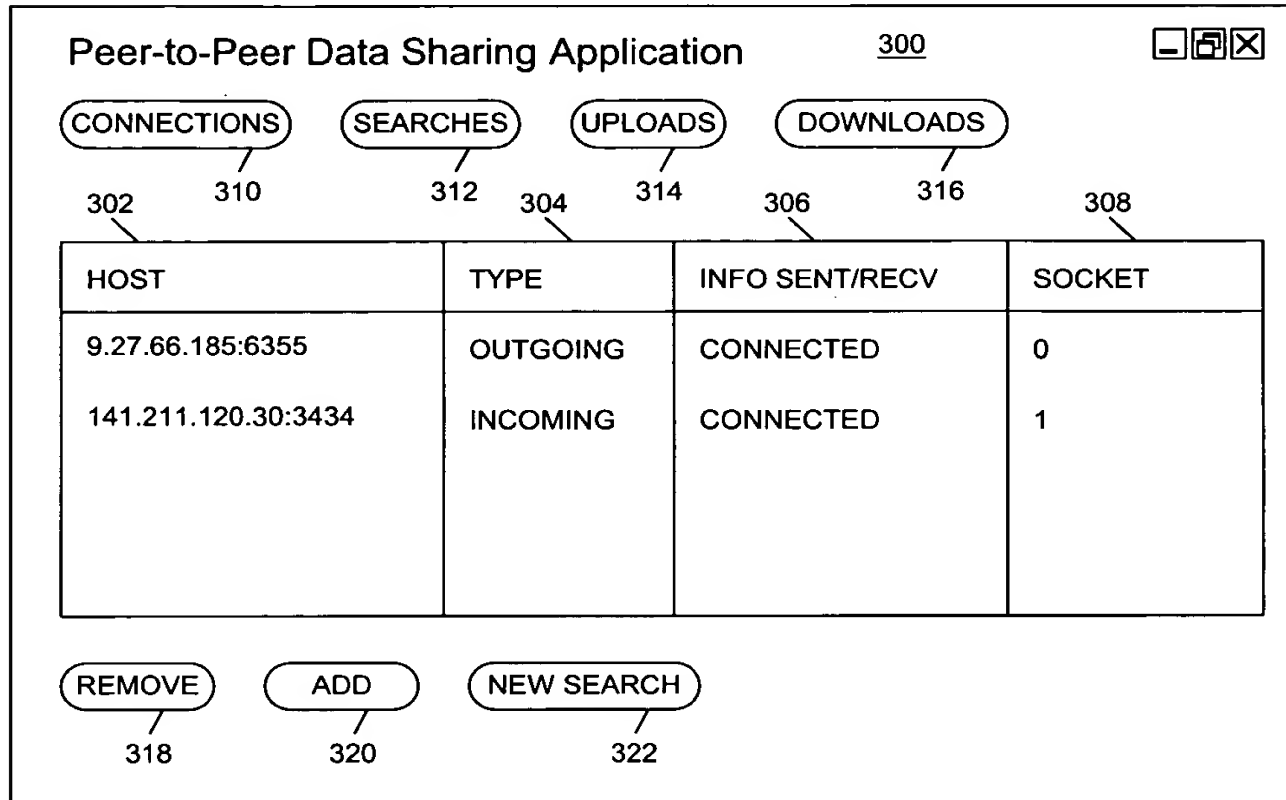 Peer-to-Peer Data Sharing Application 300
CONNECTIONS SEARCHES UPLOADS DOWNLOADS
310 312 314 316
302 304 306 308
HOST TYPE INFO SENT/RECV SOCKET
9.27.66.185:6355 OUTGOING CONNECTED 0
141.211.120.30:3434 INCOMING CONNECTED 1
REMOVE ADD NEW SEARCH
318 320 322